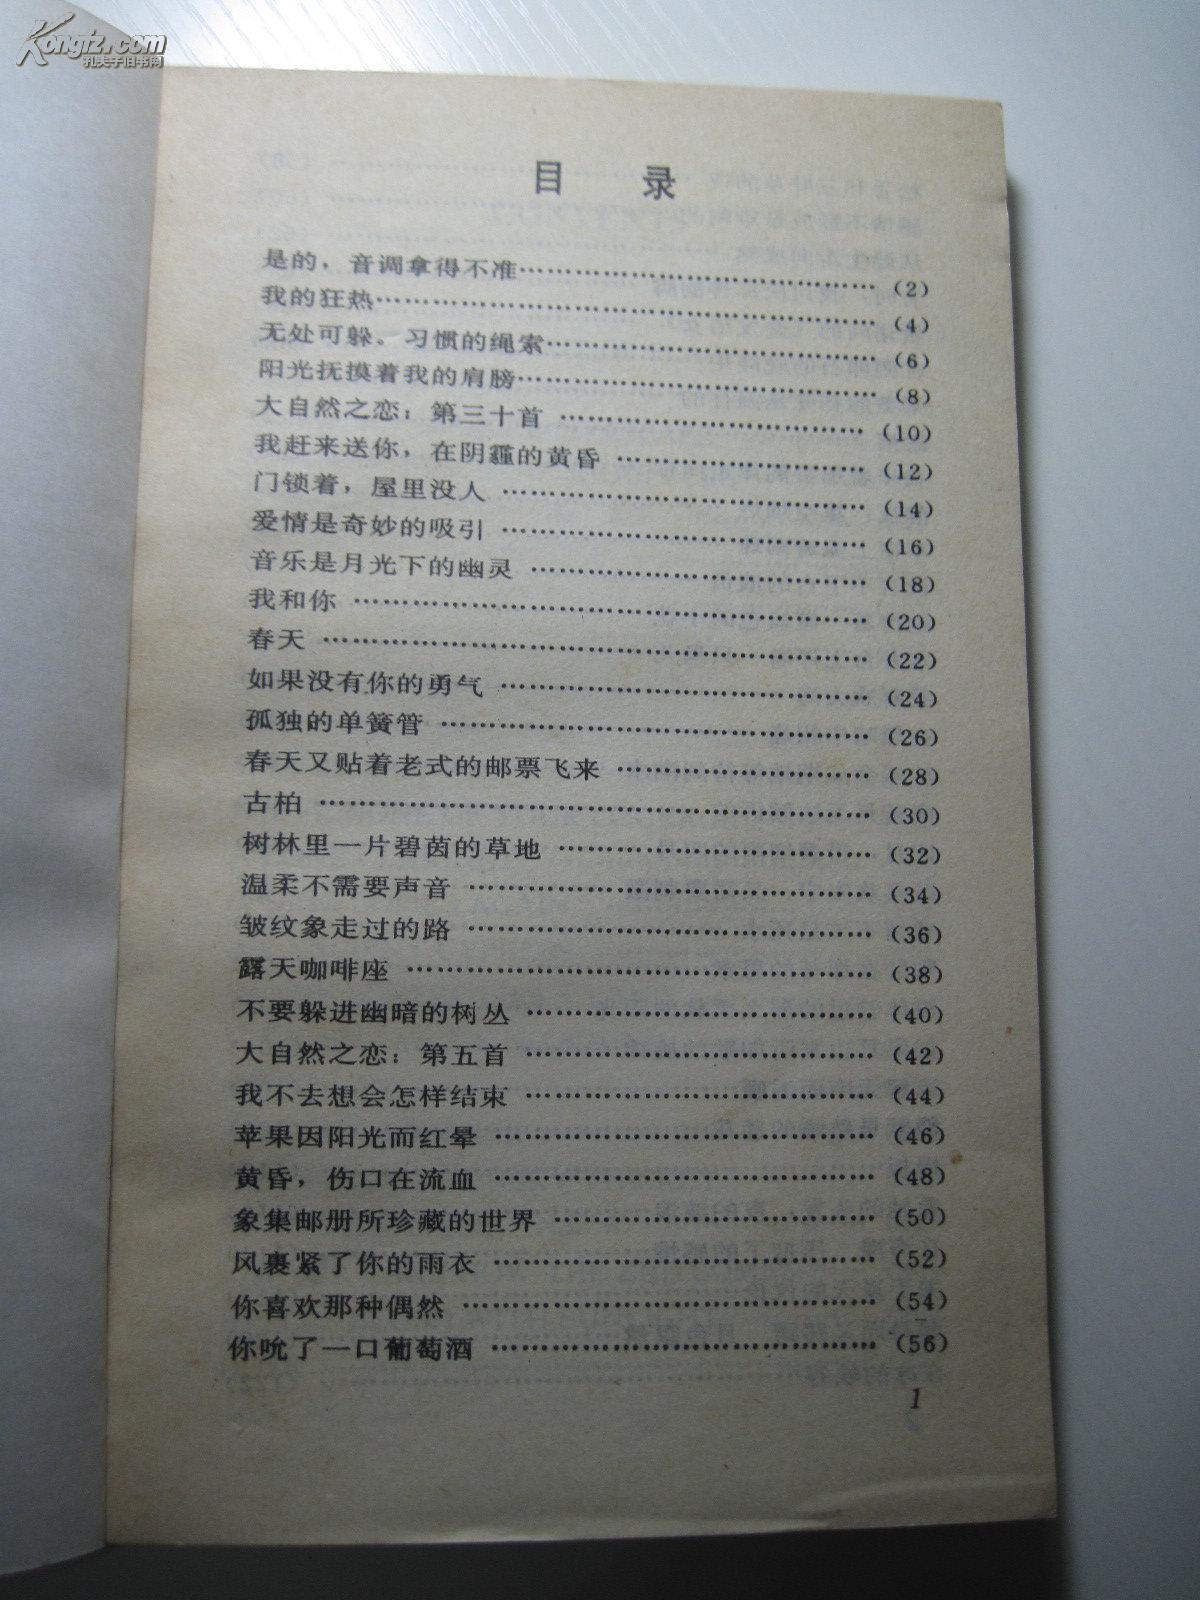 Kongfz.com
孔夫子旧书网
目 录
是的，音调拿得不准……………………………(2)
我的狂热……………………………(4)
无处可躲。习惯的绳索……………………………(6)
阳光抚摸着我的肩膀……………………………(8)
大自然之恋：第三十首……………………………(10)
我赶来送你，在阴霾的黄昏……………………………(12)
门锁着，屋里没人……………………………(14)
爱情是奇妙的吸引……………………………(16)
音乐是月光下的幽灵……………………………(18)
我和你……………………………(20)
春天……………………………(22)
如果没有你的勇气……………………………(24)
孤独的单簧管……………………………(26)
春天又贴着老式的邮票飞来……………………………(28)
古柏……………………………(30)
树林里一片碧茵的草地……………………………(32)
温柔不需要声音……………………………(34)
皱纹象走过的路……………………………(36)
露天咖啡座……………………………(38)
不要躲进幽暗的树丛……………………………(40)
大自然之恋：第五首……………………………(42)
我不去想会怎样结束……………………………(44)
苹果因阳光而红晕……………………………(46)
黄昏，伤口在流血……………………………(48)
象集邮册所珍藏的世界……………………………(50)
风裹紧了你的雨衣……………………………(52)
你喜欢那种偶然……………………………(54)
你吮了一口葡萄酒……………………………(56)
1